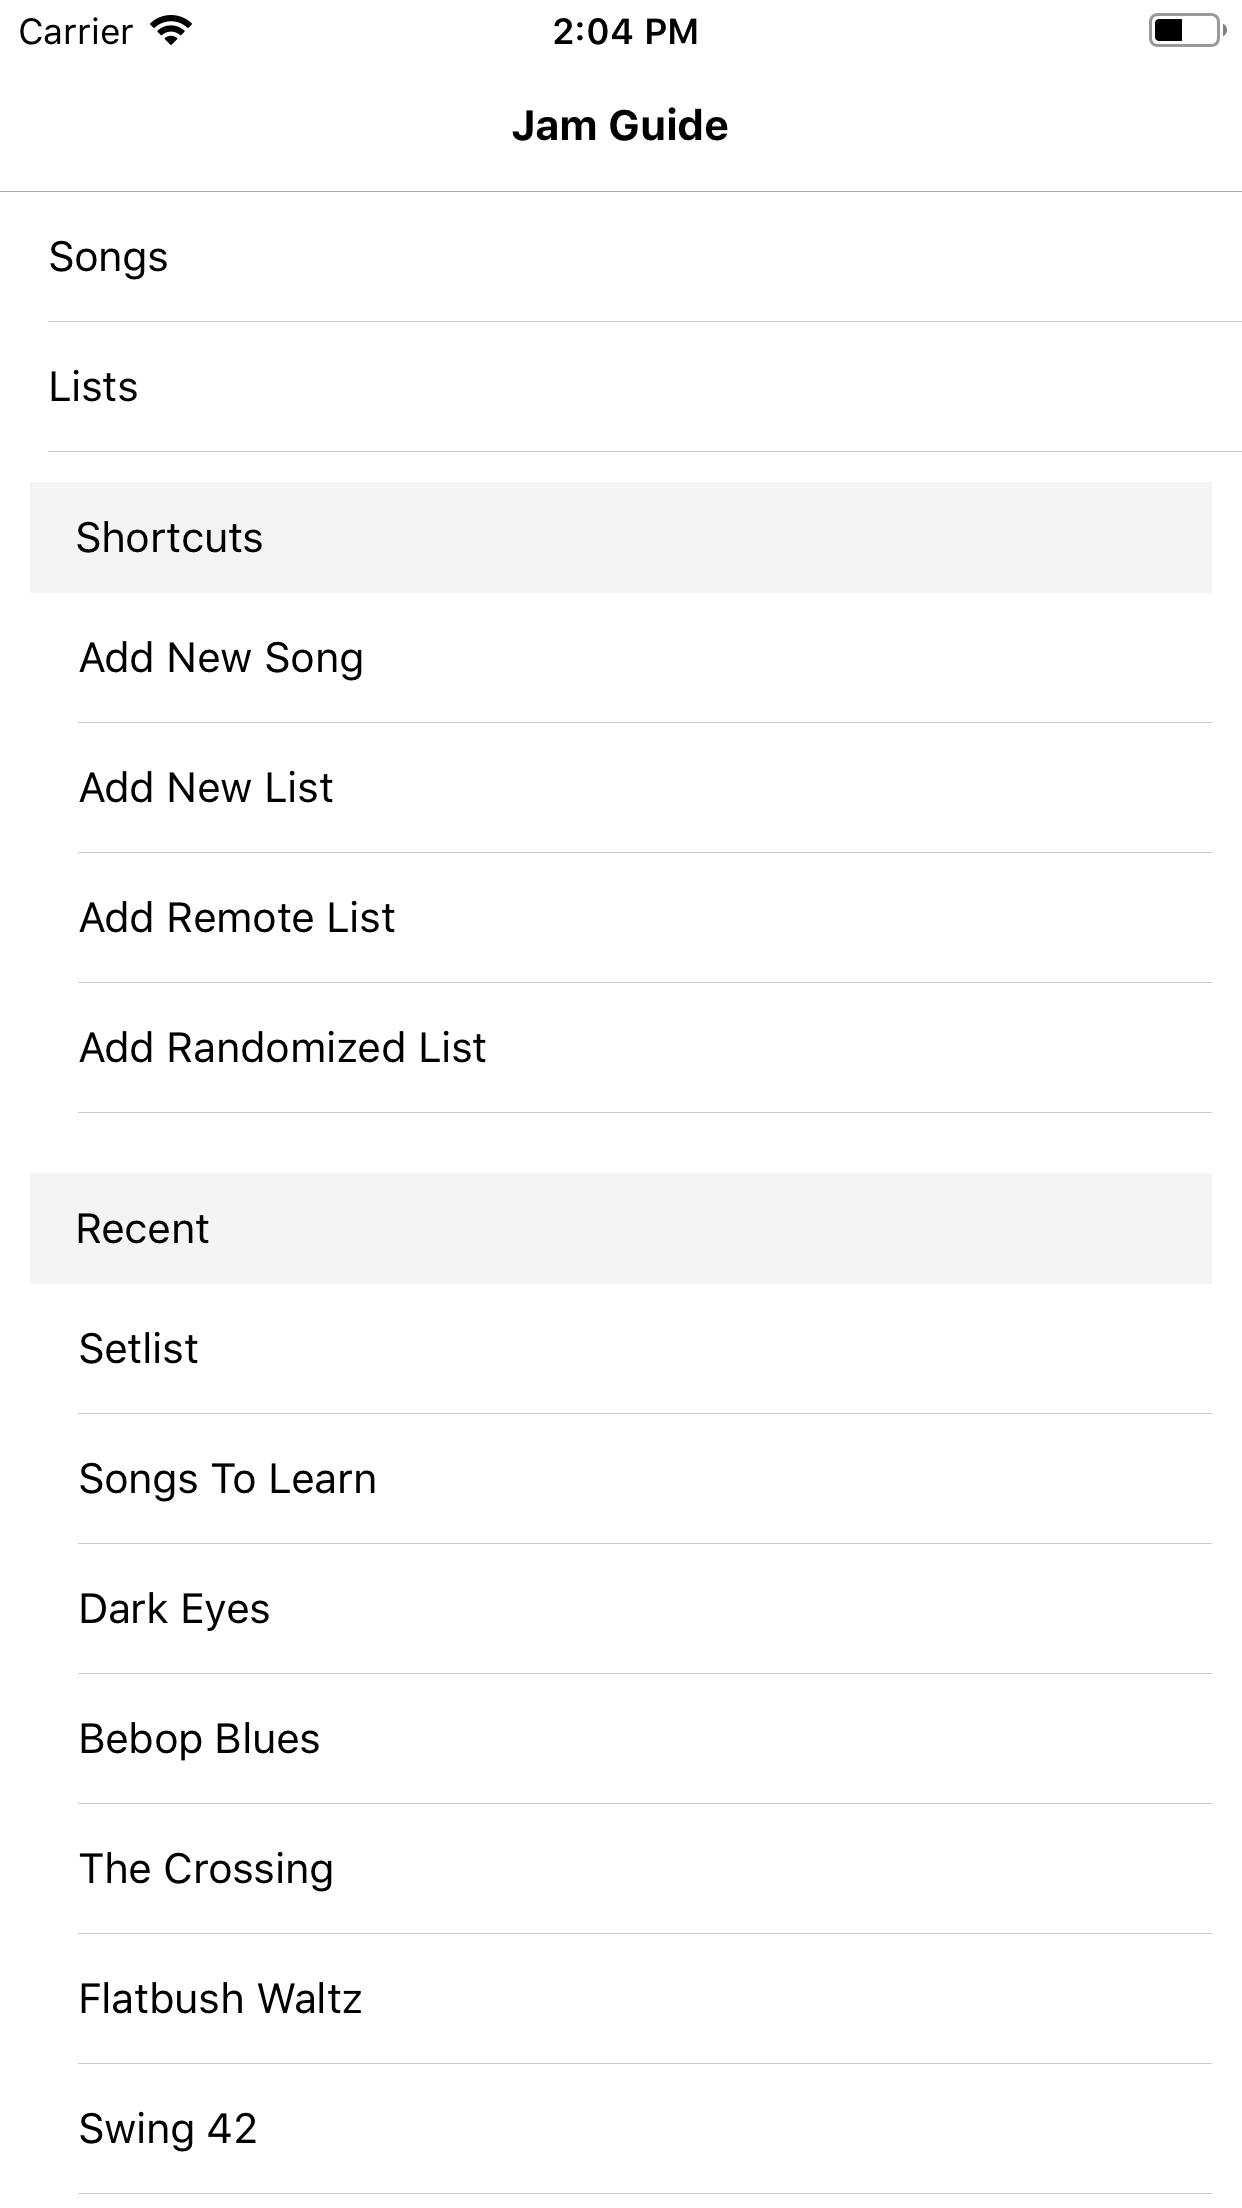 Carrier 2:04 PM
Jam Guide
Songs
Lists
Shortcuts
Add New Song
Add New List
Add Remote List
Add Randomized List
Recent
Setlist
Songs To Learn
Dark Eyes
Bebop Blues
The Crossing
Flatbush Waltz
Swing 42